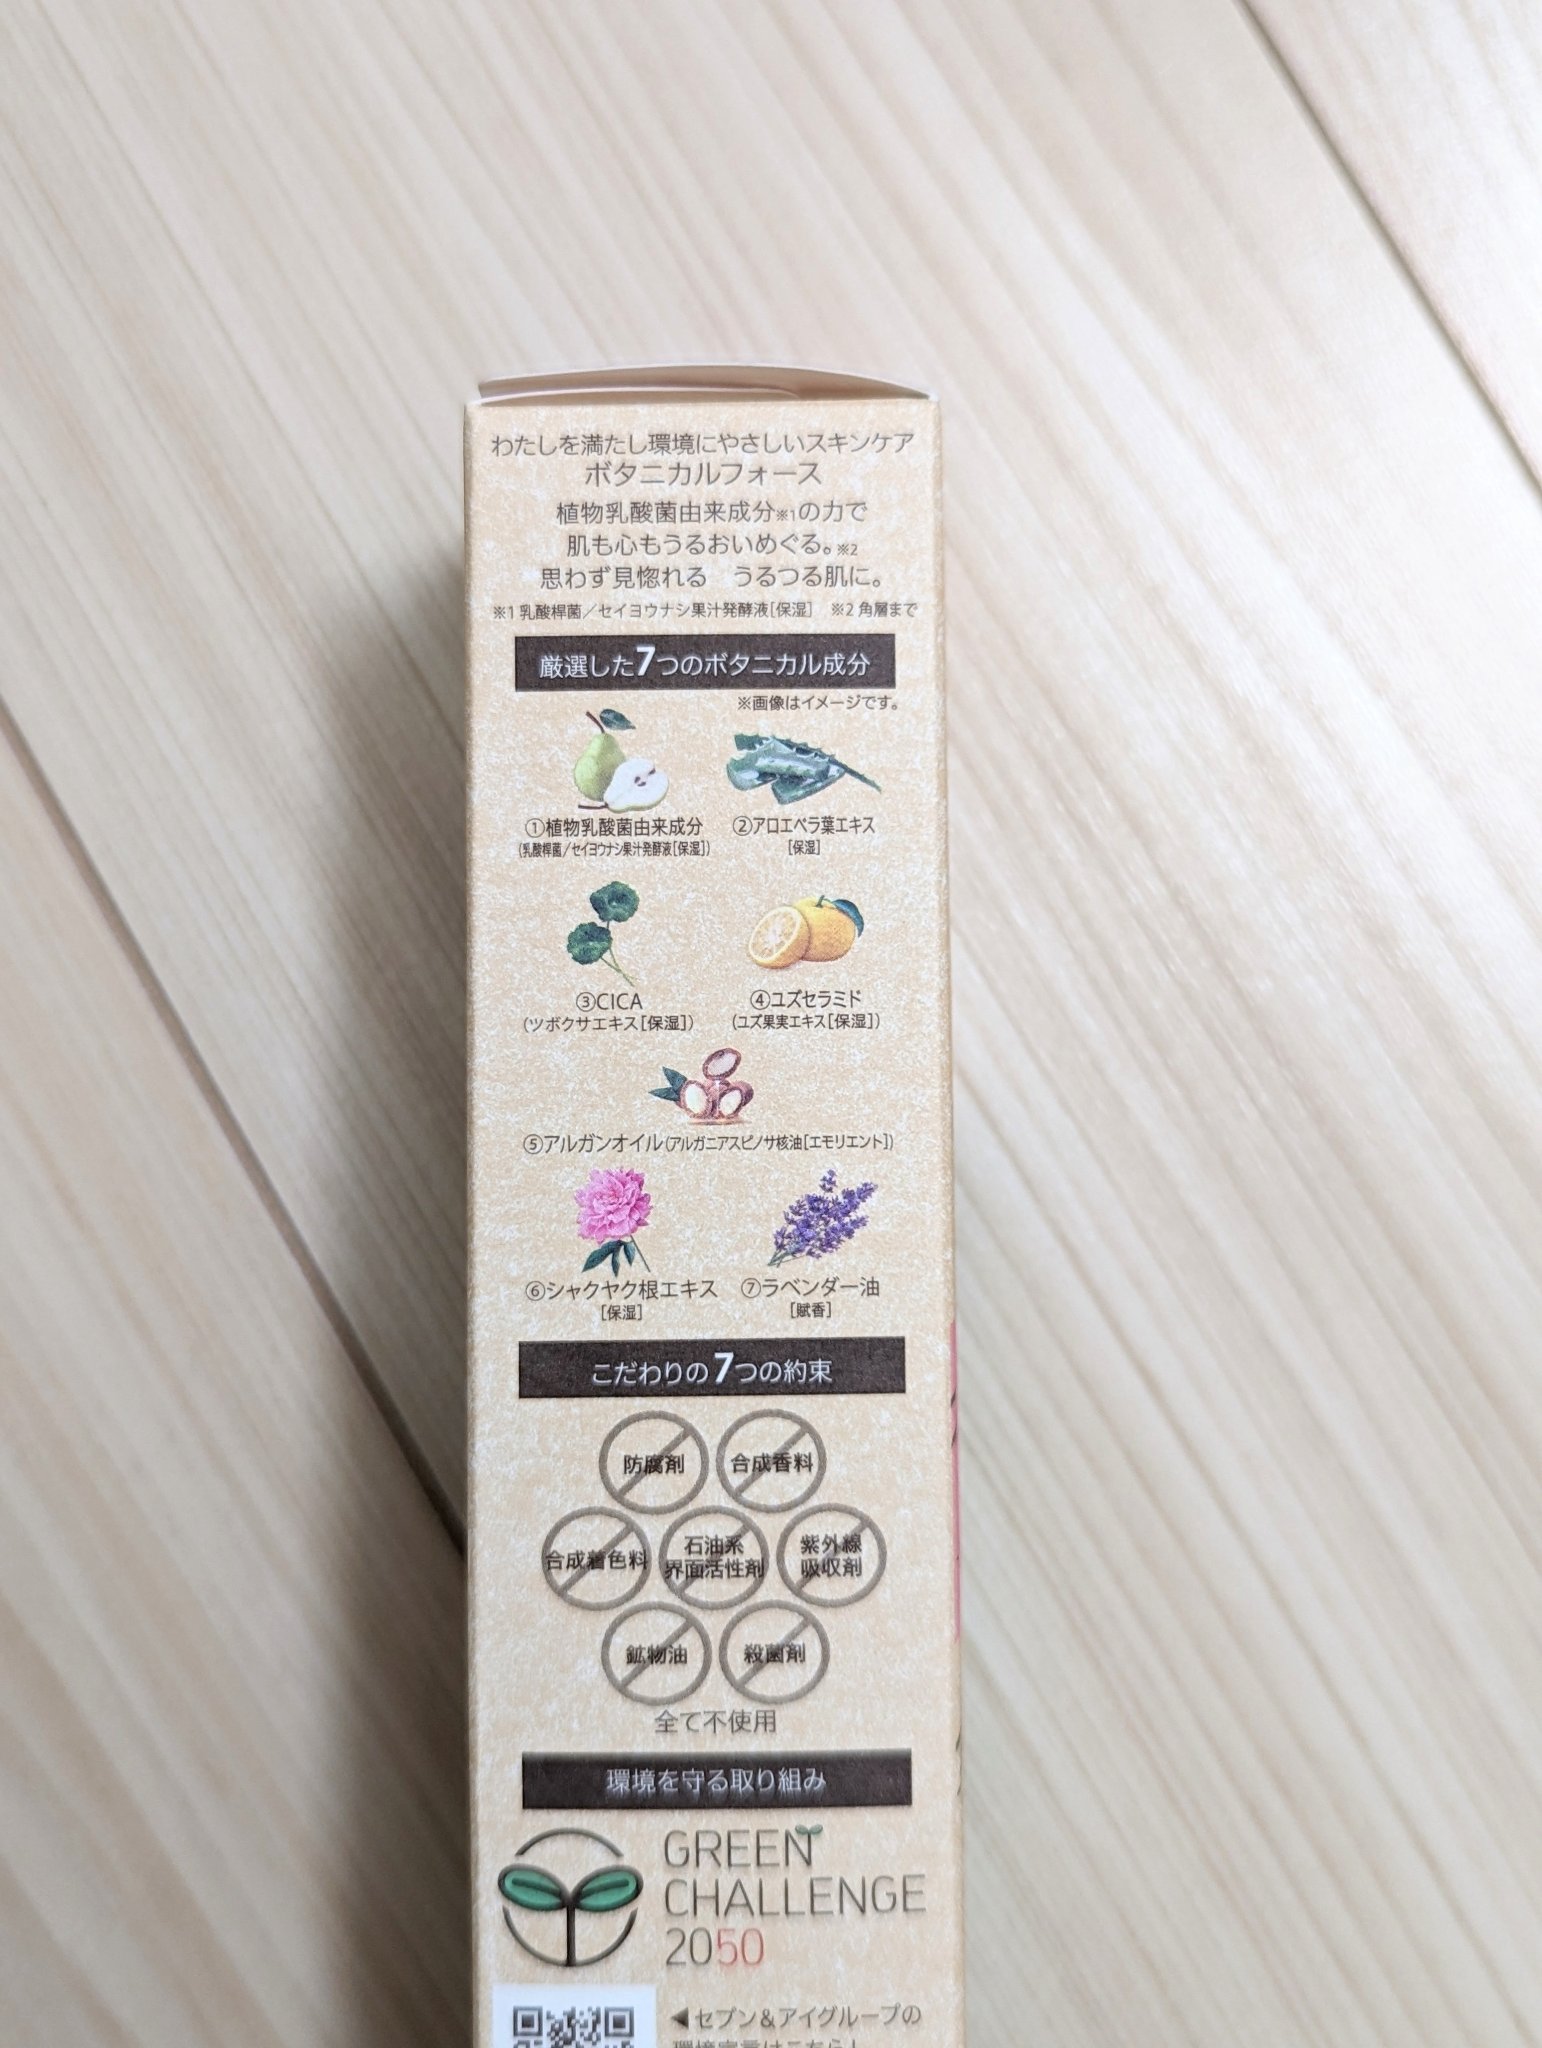 わたしを満たし環境にやさしいスキンケア
ボタニカルフォース
植物乳酸菌由来成分※1の力で
肌も心もうるおいめぐる。※2
思わず見惚れる　うるつる肌に。
※1 乳酸桿菌／セイヨウナシ果汁発酵液[保湿]　※2 角層まで
厳選した7つのボタニカル成分
※画像はイメージです。
①植物乳酸菌由来成分
(乳酸桿菌／セイヨウナシ果汁発酵液[保湿])
②アロエベラ葉エキス
[保湿]
③CICA
(ツボクサエキス[保湿])
④ユズセラミド
(ユズ果実エキス[保湿])
⑤アルガンオイル(アルガニアスピノサ核油[エモリエント])
⑥シャクヤク根エキス
[保湿]
⑦ラベンダー油
[賦香]
こだわりの7つの約束
防腐剤
合成香料
合成着色料
石油系
界面活性剤
紫外線
吸収剤
鉱物油
殺菌剤
全て不使用
環境を守る取り組み
GREEN
CHALLENGE
2050
◀セブン&アイグループの
環境宣言はこちら!